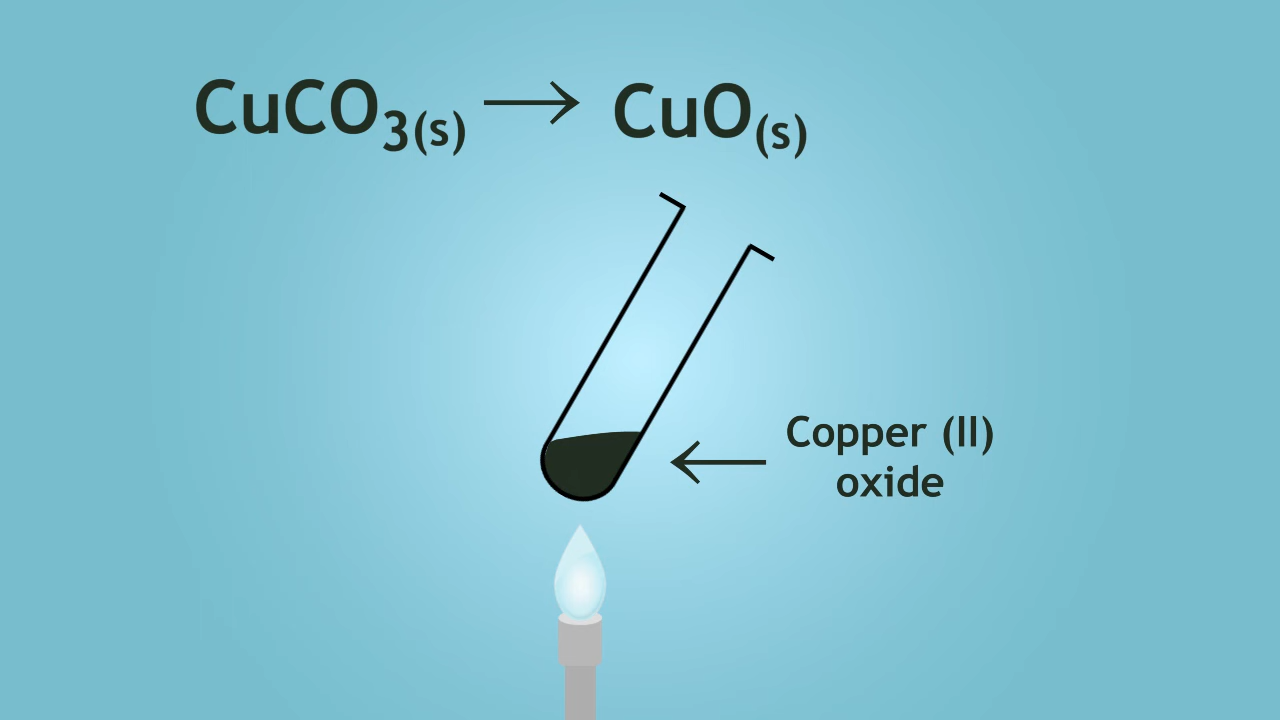 CuCO₃(s) → CuO(s)
Copper (II)
oxide